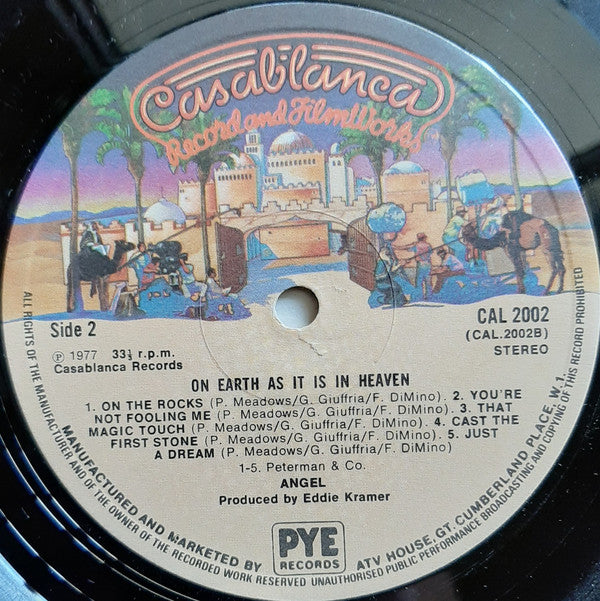 Casablanca
Record and FilmWorks
Side 2
℗ 1977 33⅓ r.p.m.
Casablanca Records
CAL 2002
(CAL.2002B)
STEREO
ON EARTH AS IT IS IN HEAVEN
1. ON THE ROCKS (P. Meadows/G. Giuffria/F. DiMino). 2. YOU'RE
NOT FOOLING ME (P. Meadows/G. Giuffria/F. DiMino). 3. THAT
MAGIC TOUCH (P. Meadows/G. Giuffria/F. DiMino). 4. CAST THE
FIRST STONE (P. Meadows/G. Giuffria/F. DiMino). 5. JUST
A DREAM (P. Meadows/G. Giuffria/F. DiMino)
1-5. Peterman & Co.
ANGEL
Produced by Eddie Kramer
PYE
RECORDS
MANUFACTURED AND MARKETED BY
ATV HOUSE, GT. CUMBERLAND PLACE, W.1.
ALL RIGHTS OF THE MANUFACTURER AND OF THE OWNER OF THE RECORDED WORK RESERVED UNAUTHORISED PUBLIC PERFORMANCE BROADCASTING AND COPYING OF THIS RECORD PROHIBITED